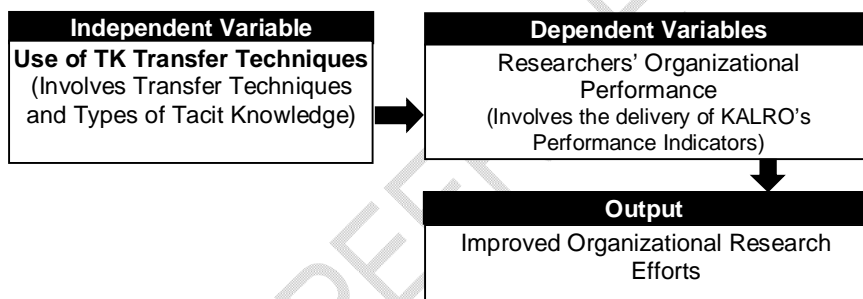 Independent Variable
Use of TK Transfer Techniques
(Involves Transfer Techniques
and Types of Tacit Knowledge)
Dependent Variables
Researchers' Organizational
Performance
(Involves the delivery of KALRO's
Performance Indicators)
Output
Improved Organizational Research
Efforts